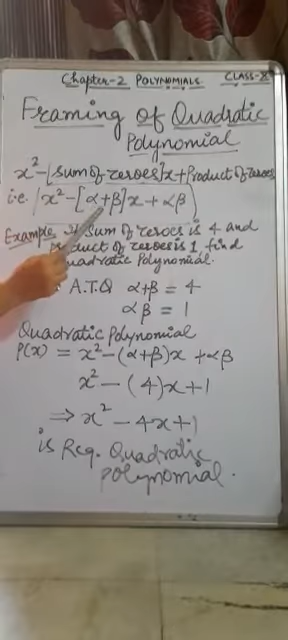 Chapter-2 POLYNOMIALS CLASS-X
Framing of Quadratic
Polynomial
x² - [sum of zeroes]x + Product of zeroes
i.e. x² - [α+β]x + αβ
Example sum of zeroes is 4 and
product of zeroes is 1 find
quadratic Polynomial.
A.T.Q α+β = 4
αβ = 1
Quadratic Polynomial
P(x) = x² - (α+β)x + αβ
x² - (4)x + 1
⇒ x² - 4x + 1
is Req. Quadratic
polynomial.